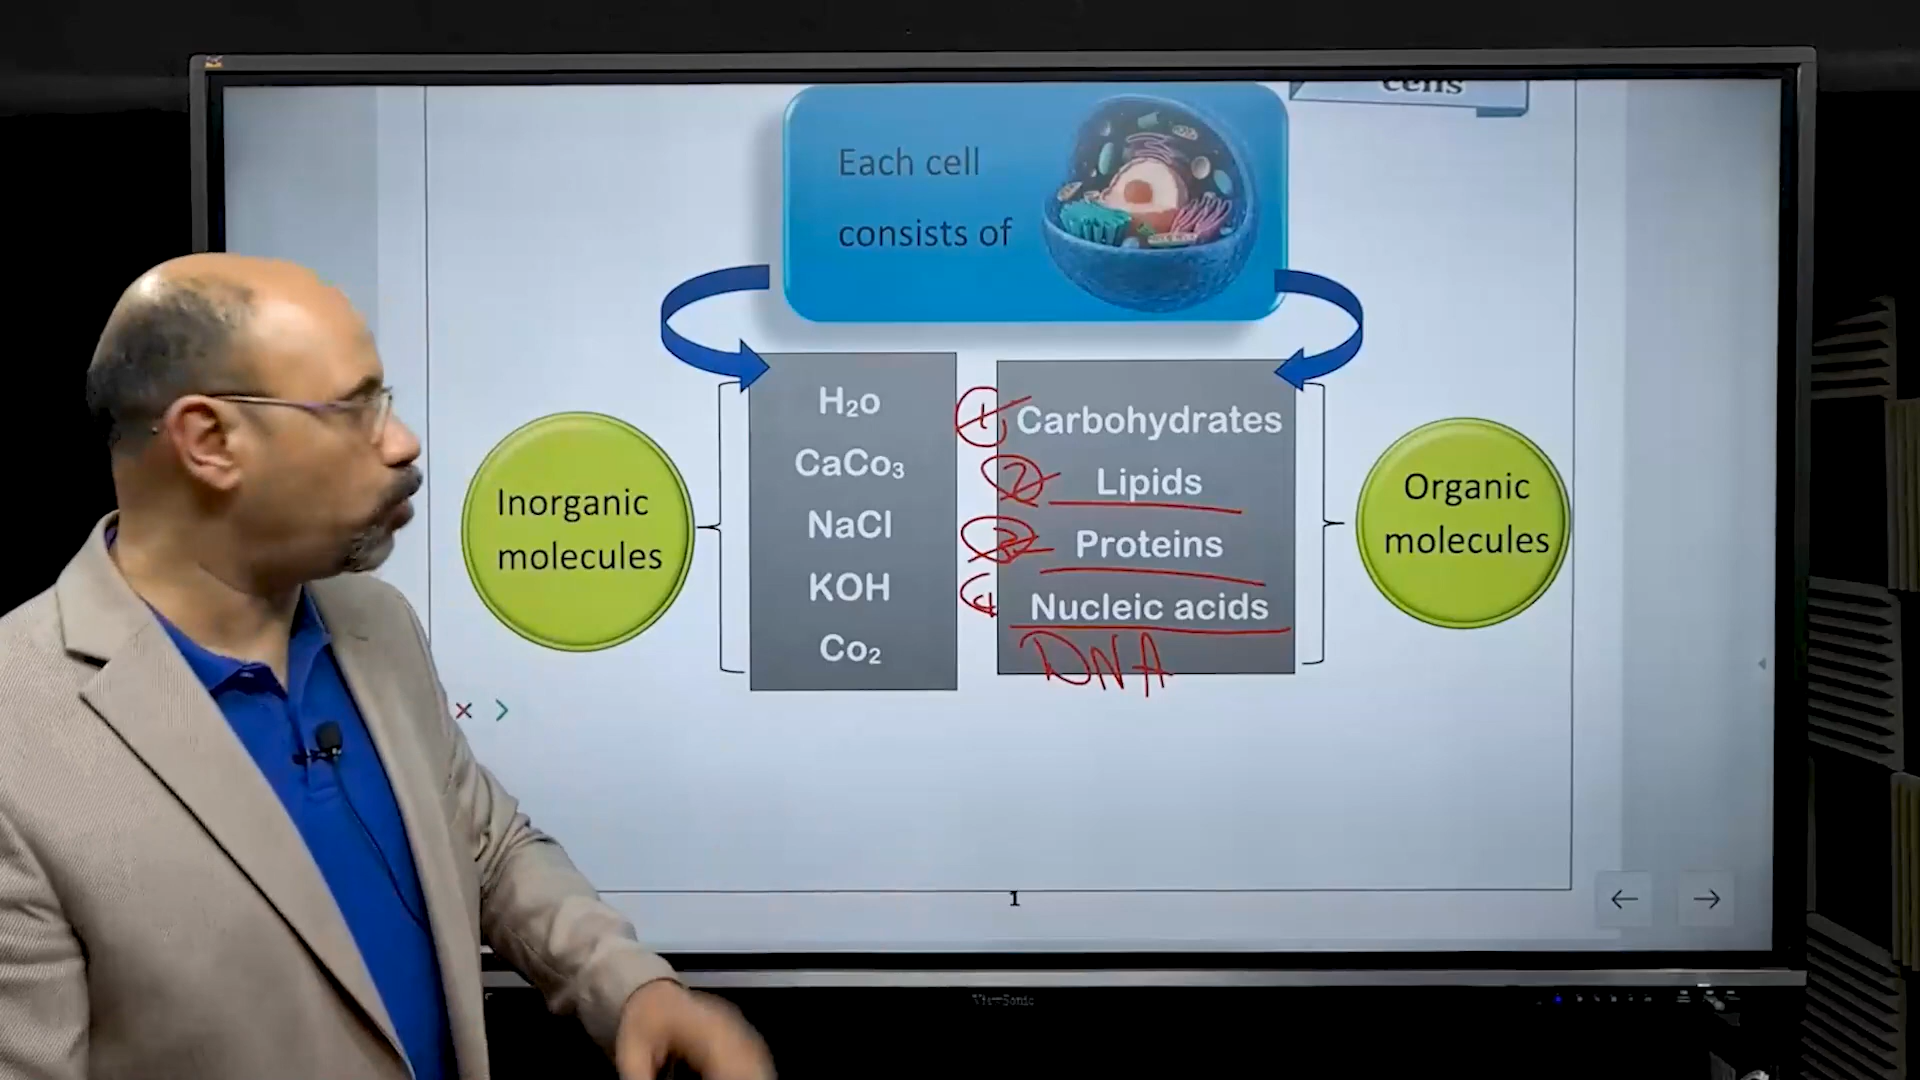 cells
Each cell
consists of
Inorganic
molecules
H₂o
CaCo₃
NaCl
KOH
Co₂
1 Carbohydrates
2 Lipids
3 Proteins
4 Nucleic acids
DNA
Organic
molecules
1
ViewSonic